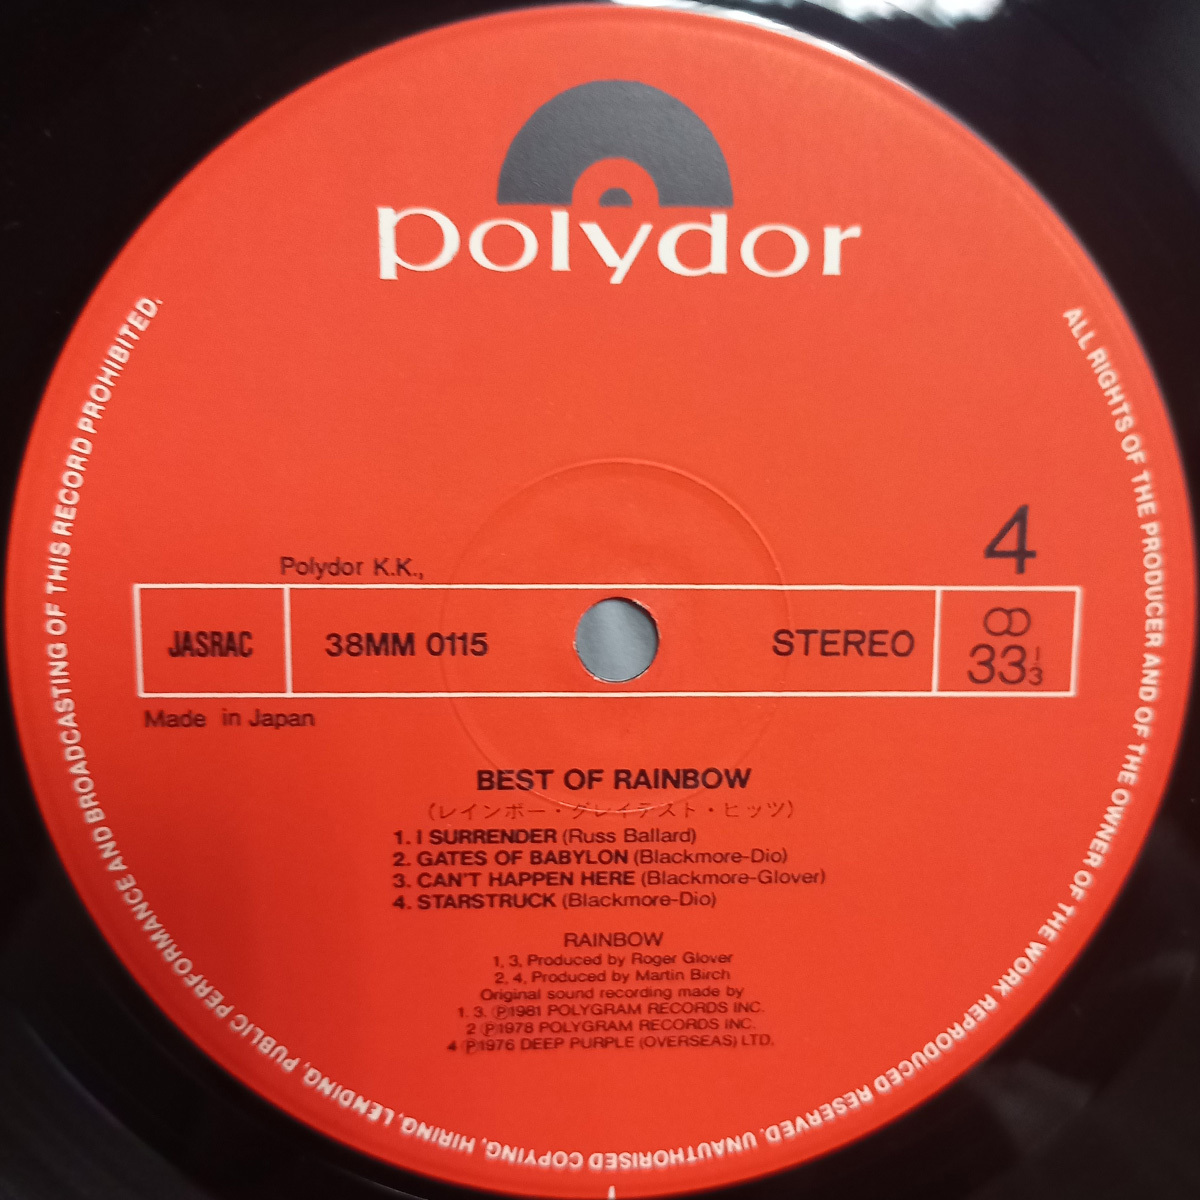 polydor
Polydor K.K.,
4
JASRAC
38MM 0115
STEREO
33 1/3
Made in Japan
BEST OF RAINBOW
(レインボー・グレイテスト・ヒッツ)
1. I SURRENDER (Russ Ballard)
2. GATES OF BABYLON (Blackmore-Dio)
3. CAN'T HAPPEN HERE (Blackmore-Glover)
4. STARSTRUCK (Blackmore-Dio)
RAINBOW
1, 3, Produced by Roger Glover
2, 4, Produced by Martin Birch
Original sound recording made by
1. 3. Ⓟ1981 POLYGRAM RECORDS INC.
2 Ⓟ1978 POLYGRAM RECORDS INC.
4 Ⓟ1976 DEEP PURPLE (OVERSEAS) LTD.
ALL RIGHTS OF THE PRODUCER AND OF THE OWNER OF THE WORK REPRODUCED RESERVED. UNAUTHORISED COPYING, HIRING, LENDING, PUBLIC PERFORMANCE AND BROADCASTING OF THIS RECORD PROHIBITED.